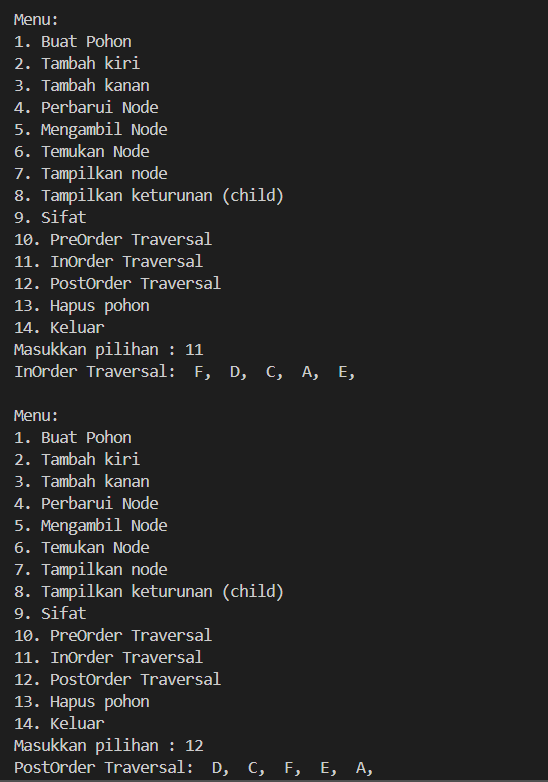 Menu:
1. Buat Pohon
2. Tambah kiri
3. Tambah kanan
4. Perbarui Node
5. Mengambil Node
6. Temukan Node
7. Tampilkan node
8. Tampilkan keturunan (child)
9. Sifat
10. PreOrder Traversal
11. InOrder Traversal
12. PostOrder Traversal
13. Hapus pohon
14. Keluar
Masukkan pilihan : 11
InOrder Traversal:  F,  D,  C,  A,  E,

Menu:
1. Buat Pohon
2. Tambah kiri
3. Tambah kanan
4. Perbarui Node
5. Mengambil Node
6. Temukan Node
7. Tampilkan node
8. Tampilkan keturunan (child)
9. Sifat
10. PreOrder Traversal
11. InOrder Traversal
12. PostOrder Traversal
13. Hapus pohon
14. Keluar
Masukkan pilihan : 12
PostOrder Traversal:  D,  C,  F,  E,  A,